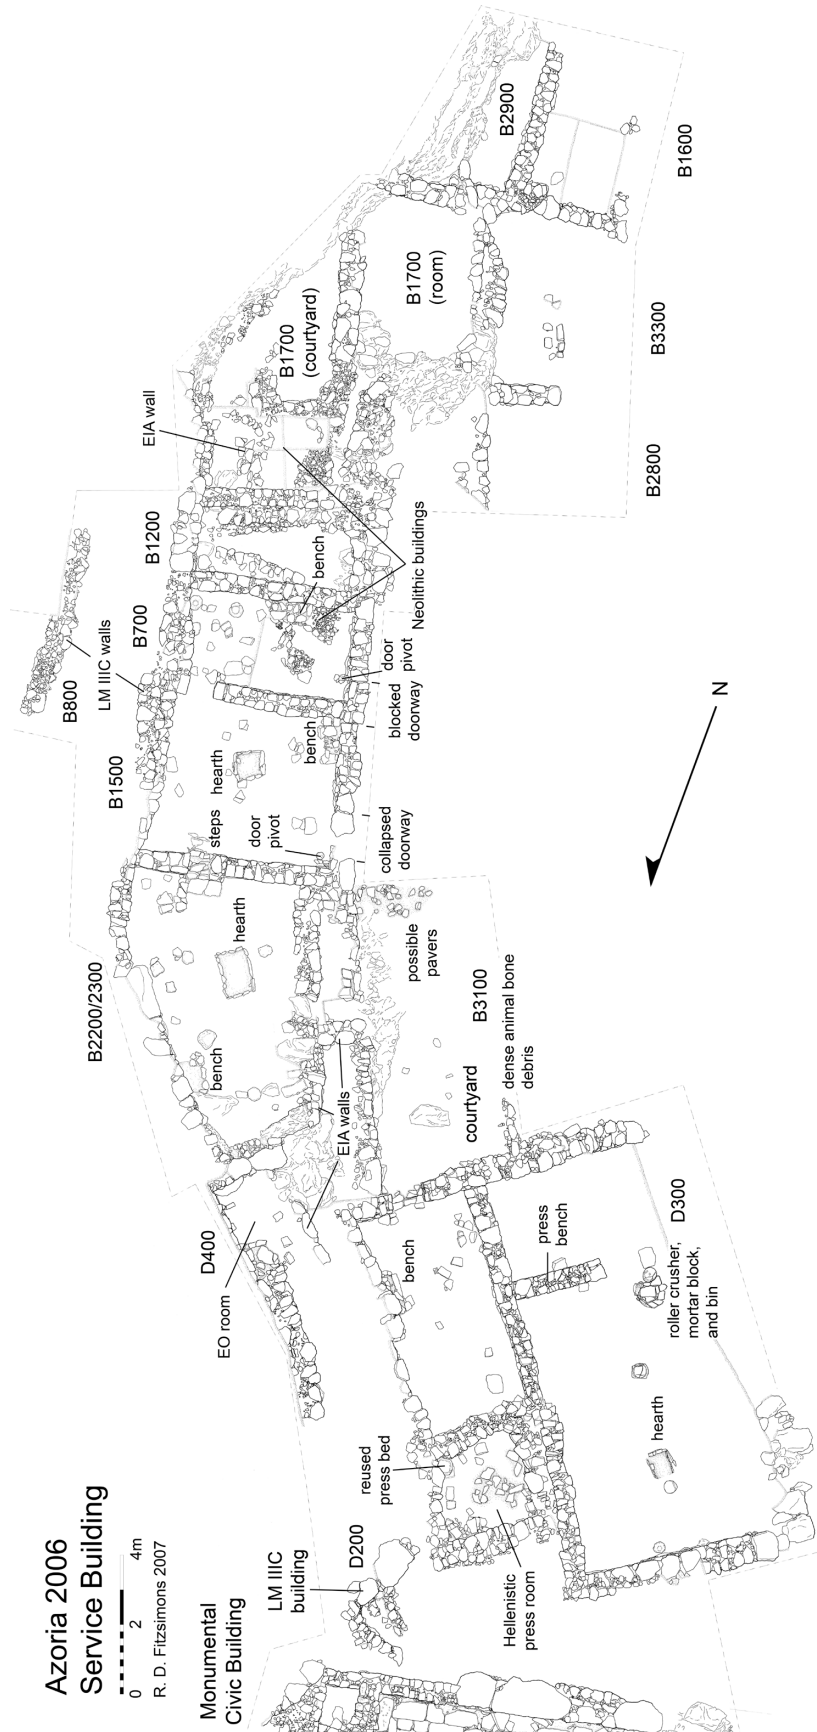 Azoria 2006
Service Building
0 2 4m
R. D. Fitzsimons 2007
Monumental
Civic Building
LM IIIC
building
D200
Hellenistic
press room
reused
press bed
EO room
D400
bench
press
bench
hearth
roller crusher,
mortar block,
and bin
D300
EIA walls
courtyard
dense animal bone
debris
B3100
possible
pavers
bench
hearth
B2200/2300
steps
door
pivot
collapsed
doorway
hearth
bench
blocked
doorway
door
pivot
B1500
B800
LM IIIC walls
B700
B1200
bench
Neolithic buildings
EIA wall
B1700
(courtyard)
B1700
(room)
B2900
B1600
B3300
B2800
N